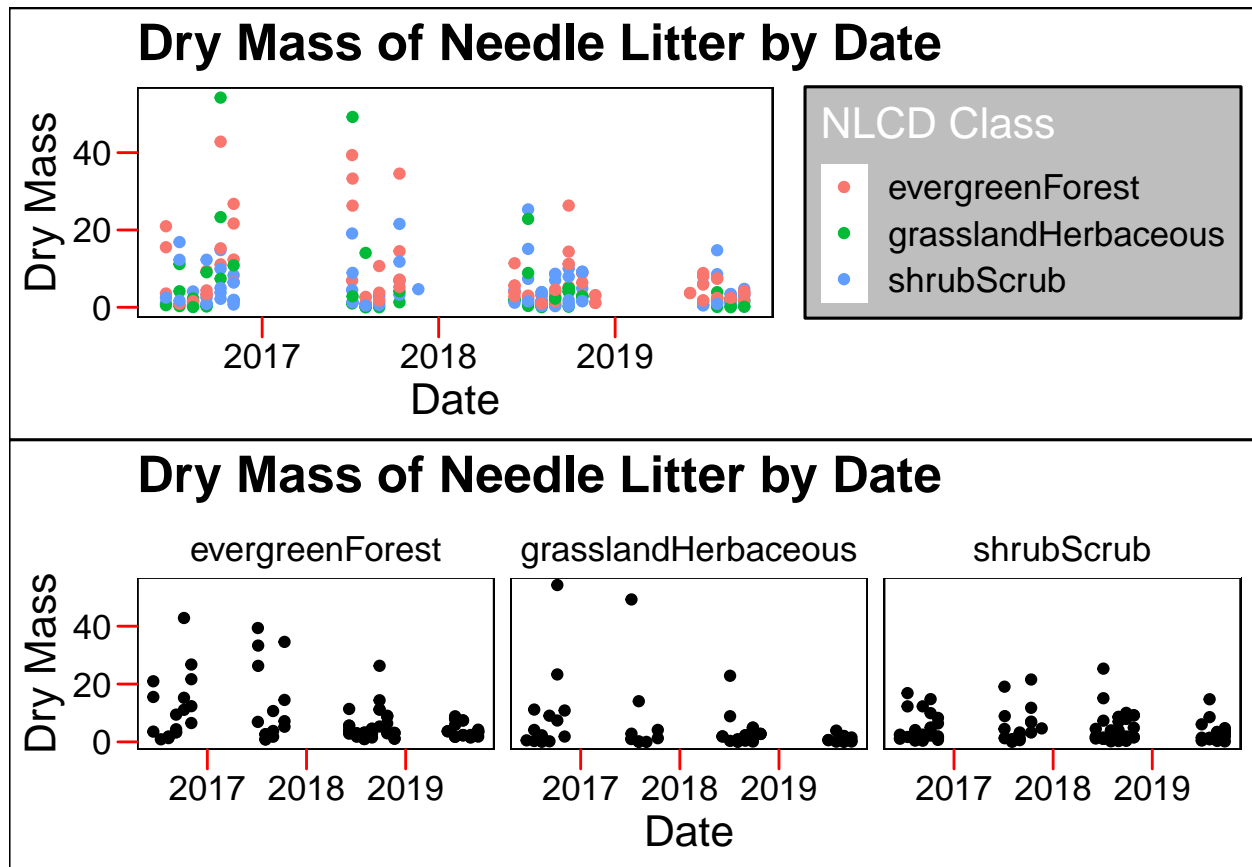 Dry Mass of Needle Litter by Date
Dry Mass
40
20
0
2017 2018 2019
Date
NLCD Class
evergreenForest
grasslandHerbaceous
shrubScrub
Dry Mass of Needle Litter by Date
evergreenForest grasslandHerbaceous shrubScrub
Dry Mass
40
20
0
2017 2018 2019 2017 2018 2019 2017 2018 2019
Date